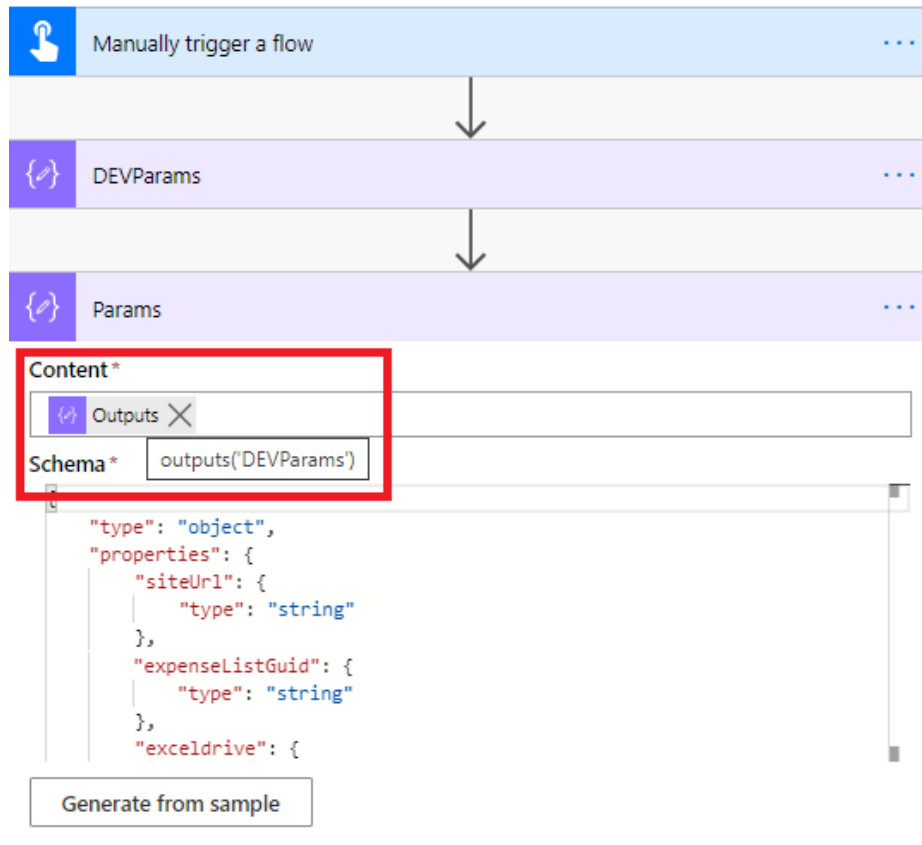 Manually trigger a flow
DEVParams
Params
Content *
Outputs
outputs('DEVParams')
Schema *
{
"type": "object",
"properties": {
"siteUrl": {
"type": "string"
},
"expenseListGuid": {
"type": "string"
},
"exceldrive": {
Generate from sample